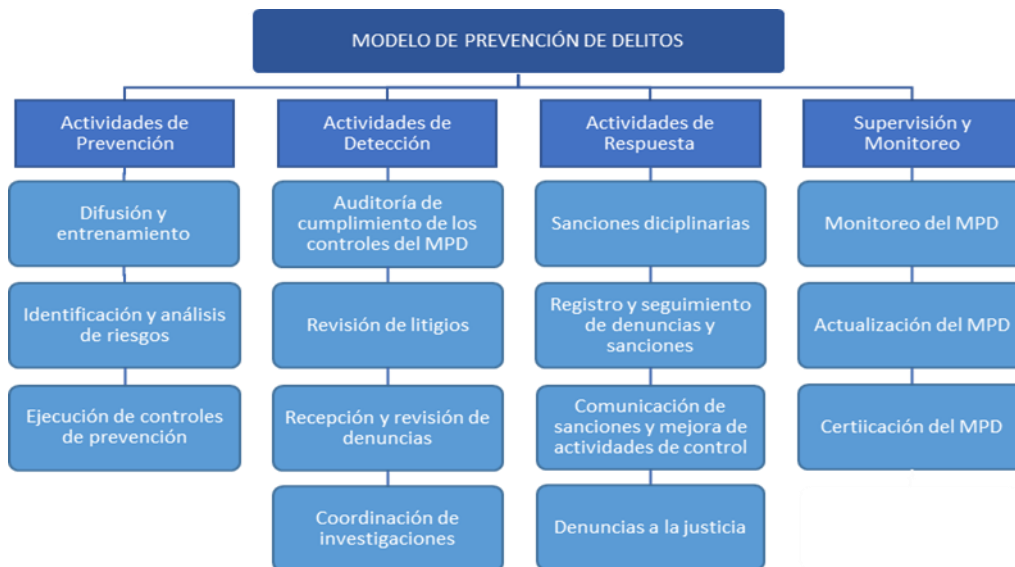 MODELO DE PREVENCIÓN DE DELITOS
Actividades de
Prevención
Difusión y
entrenamiento
Identificación y análisis
de riesgos
Ejecución de controles
de prevención
Actividades de
Detección
Auditoría de
cumplimiento de los
controles del MPD
Revisión de litigios
Recepción y revisión de
denuncias
Coordinación de
investigaciones
Actividades de
Respuesta
Sanciones diciplinarias
Registro y seguimiento
de denuncias y
sanciones
Comunicación de
sanciones y mejora de
actividades de control
Denuncias a la justicia
Supervisión y
Monitoreo
Monitoreo del MPD
Actualización del MPD
Certiicación del MPD